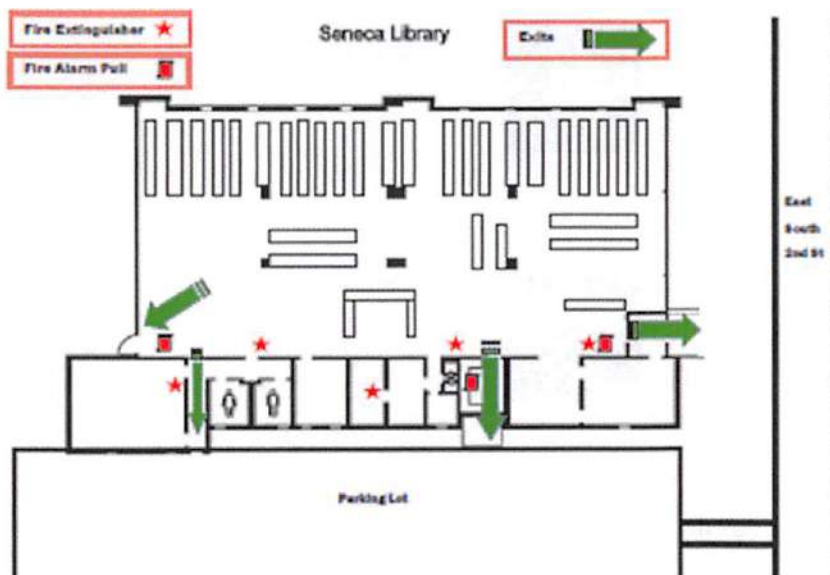 Fire Extinguisher
Seneca Library
Exits
Fire Alarm Pull
East
South
2nd St
Parking Lot